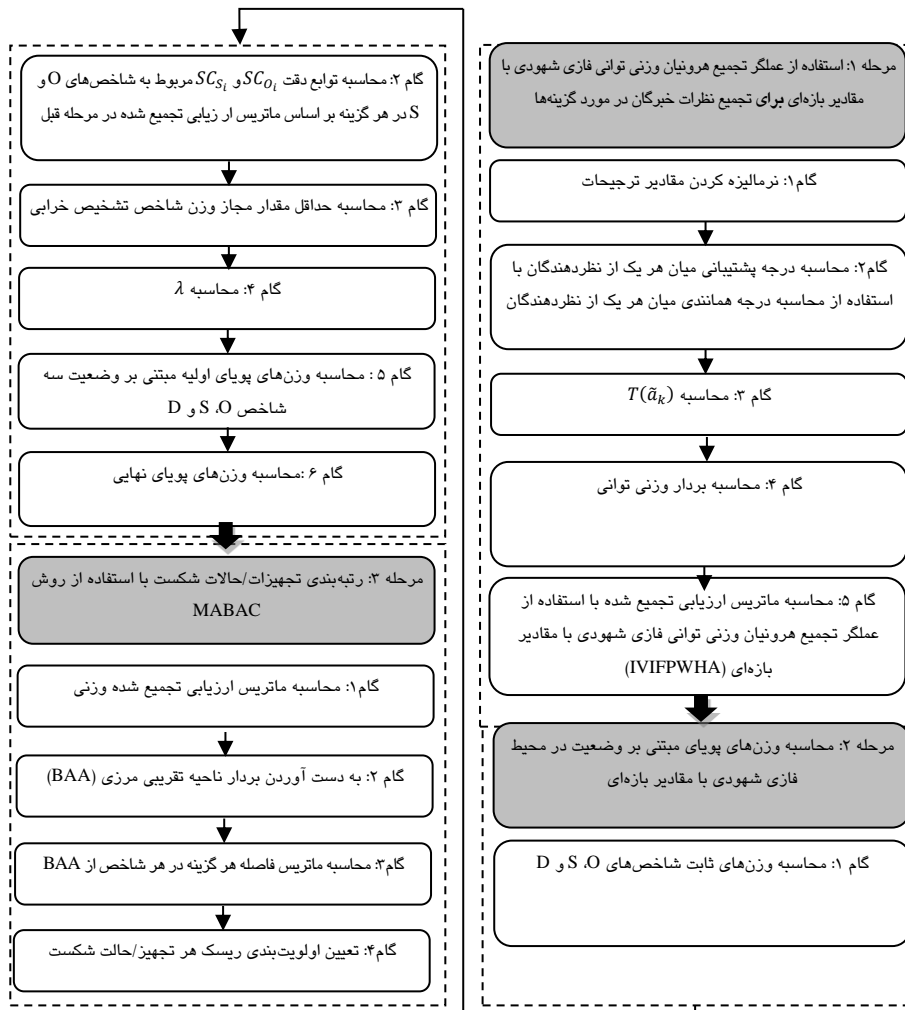 مرحله ۱: استفاده از عملگر تجمیع هرونیان وزنی توانی فازی شهودی با
مقادیر بازه‌ای برای تجمیع نظرات خبرگان در مورد گزینه‌ها
گام۱: نرمالیزه کردن مقادیر ترجیحات
گام۲: محاسبه درجه پشتیبانی میان هر یک از نظردهندگان با
استفاده از محاسبه درجه همانندی میان هر یک از نظردهندگان
گام ۳: محاسبه T(ã_k)
گام ۴: محاسبه بردار وزنی توانی
گام ۵: محاسبه ماتریس ارزیابی تجمیع شده با استفاده از
عملگر تجمیع هرونیان وزنی توانی فازی شهودی با مقادیر
بازه‌ای (IVIFPWHA)
مرحله ۲: محاسبه وزن‌های پویای مبتنی بر وضعیت در محیط
فازی شهودی با مقادیر بازه‌ای
گام ۱: محاسبه وزن‌های ثابت شاخص‌های S ،O و D
گام ۲: محاسبه توابع دقت SC_{O_i} و SC_{S_i} مربوط به شاخص‌های O و
S در هر گزینه بر اساس ماتریس ار زیابی تجمیع شده در مرحله قبل
گام ۳: محاسبه حداقل مقدار مجاز وزن شاخص تشخیص خرابی
گام ۴: محاسبه λ
گام ۵ : محاسبه وزن‌های پویای اولیه مبتنی بر وضعیت سه
شاخص S ،O و D
گام ۶ :محاسبه وزن‌های پویای نهایی
مرحله ۳: رتبه‌بندی تجهیزات/حالات شکست با استفاده از روش
MABAC
گام۱: محاسبه ماتریس ارزیابی تجمیع شده وزنی
گام ۲: به دست آوردن بردار ناحیه تقریبی مرزی (BAA)
گام۳: محاسبه ماتریس فاصله هر گزینه در هر شاخص از BAA
گام۴: تعیین اولویت‌بندی ریسک هر تجهیز/حالت شکست